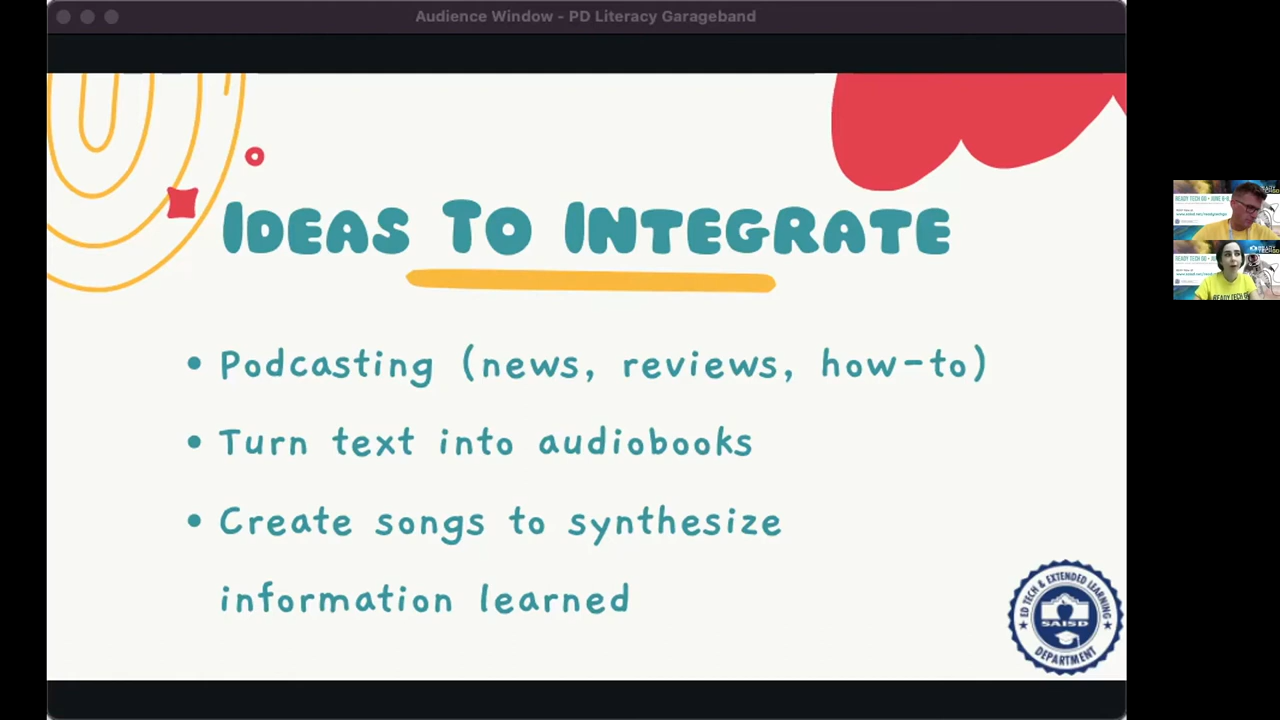 Audience Window - PD Literacy Garageband
IDEAS TO INTEGRATE
• Podcasting (news, reviews, how-to)
• Turn text into audiobooks
• Create songs to synthesize
information learned
ED TECH & EXTENDED LEARNING
SAISD
DEPARTMENT